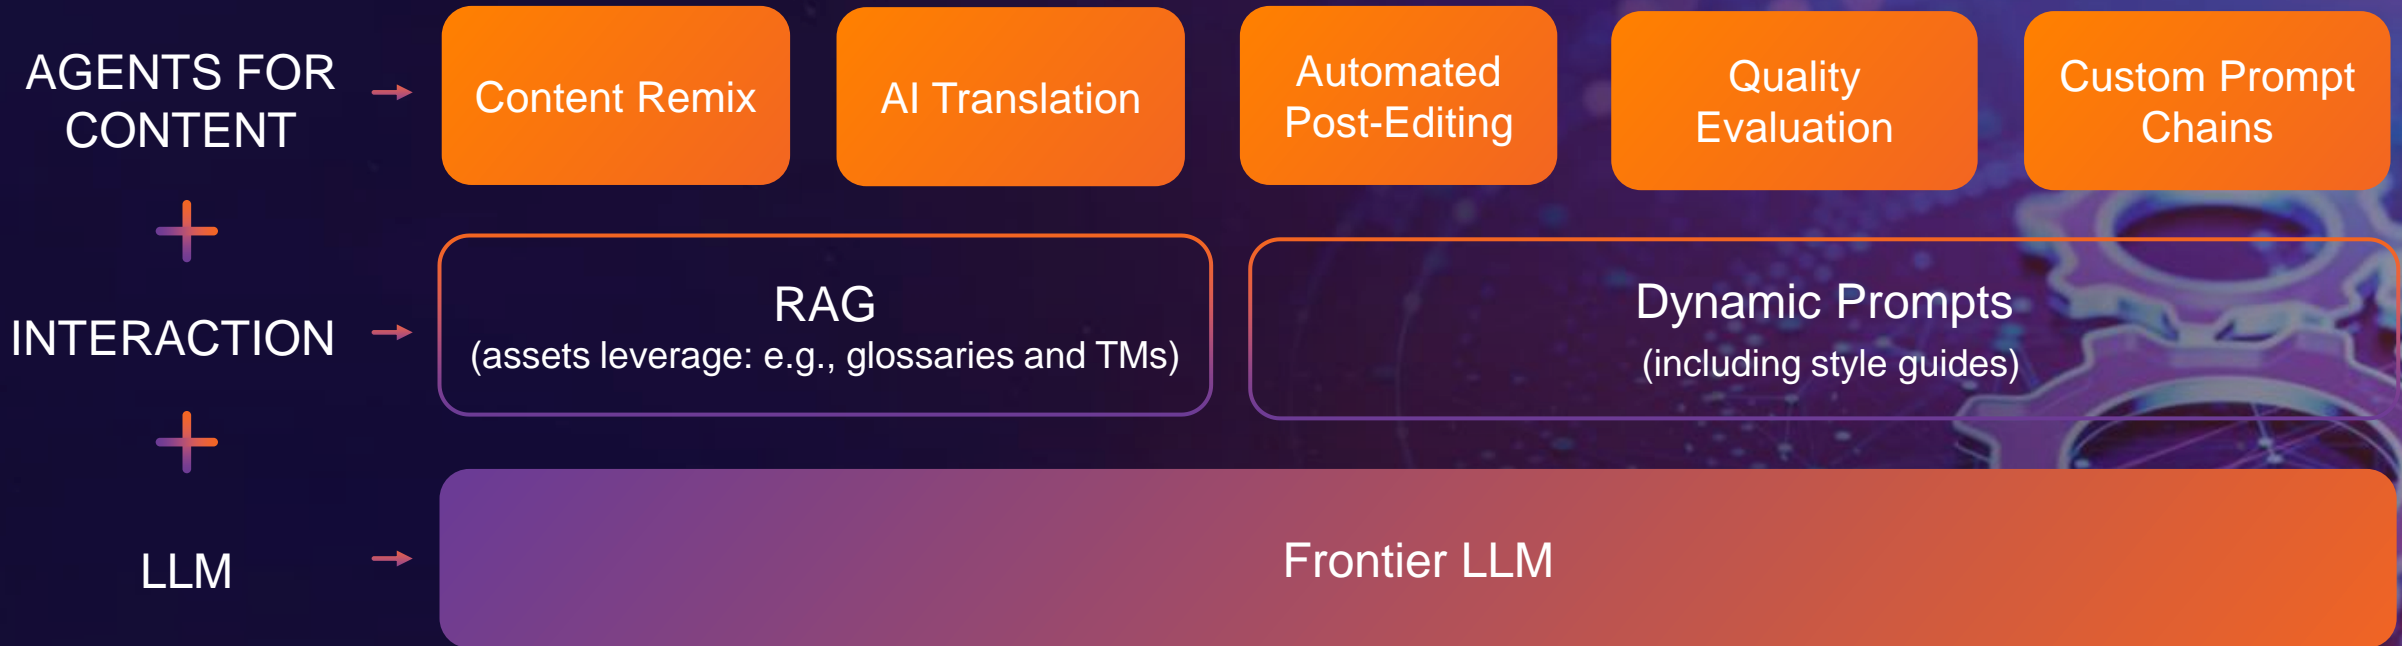 AGENTS FOR
CONTENT
Content Remix
AI Translation
Automated
Post-Editing
Quality
Evaluation
Custom Prompt
Chains
INTERACTION
RAG
(assets leverage: e.g., glossaries and TMs)
Dynamic Prompts
(including style guides)
LLM
Frontier LLM